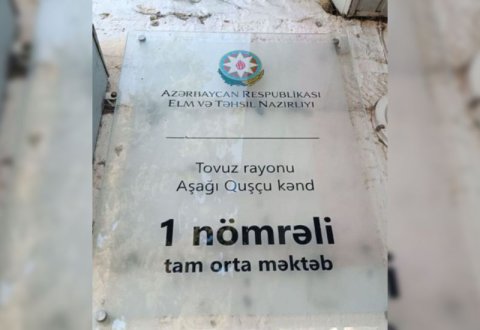 AZƏRBAYCAN RESPUBLİKASI
ELM VƏ TƏHSİL NAZİRLİYİ
Tovuz rayonu
Aşağı Quşçu kənd
1 nömrəli
tam orta məktəb